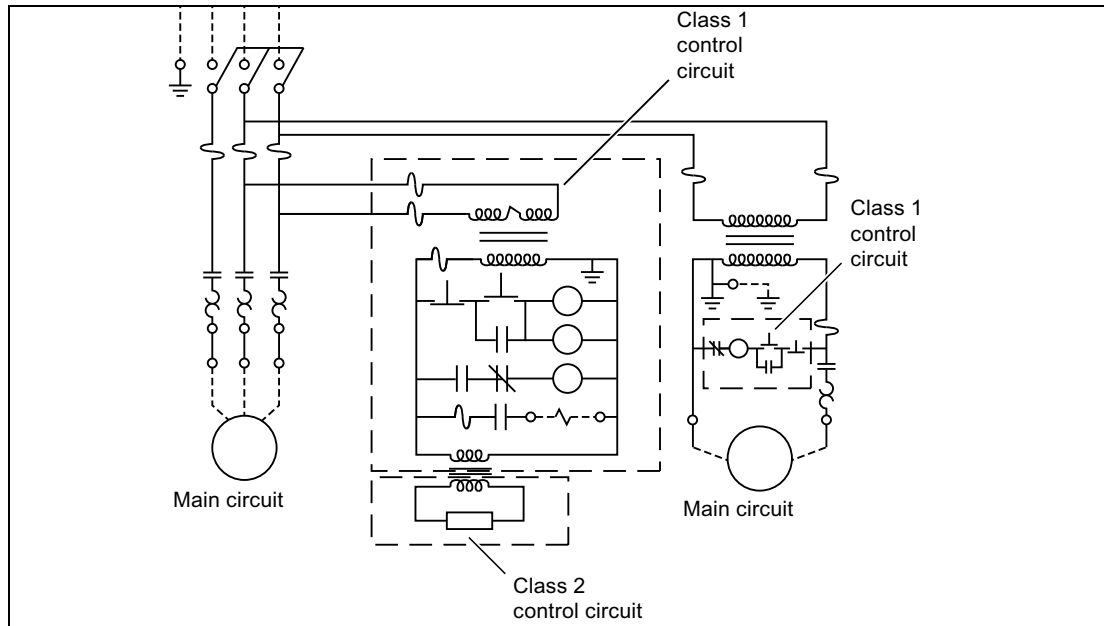 Class 1
control
circuit
Class 1
control
circuit
Main circuit
Main circuit
Class 2
control circuit